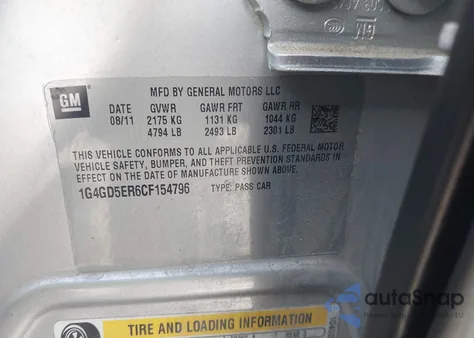 GM
MFD BY GENERAL MOTORS LLC
DATE GVWR GAWR FRT GAWR RR
08/11 2175 KG 1131 KG 1044 KG
4794 LB 2493 LB 2301 LB
THIS VEHICLE CONFORMS TO ALL APPLICABLE U.S. FEDERAL MOTOR
VEHICLE SAFETY, BUMPER, AND THEFT PREVENTION STANDARDS
IN EFFECT ON THE DATE OF MANUFACTURE SHOWN ABOVE.
1G4GD5ER6CF154796 TYPE: PASS CAR
TIRE AND LOADING INFORMATION
autoSnap